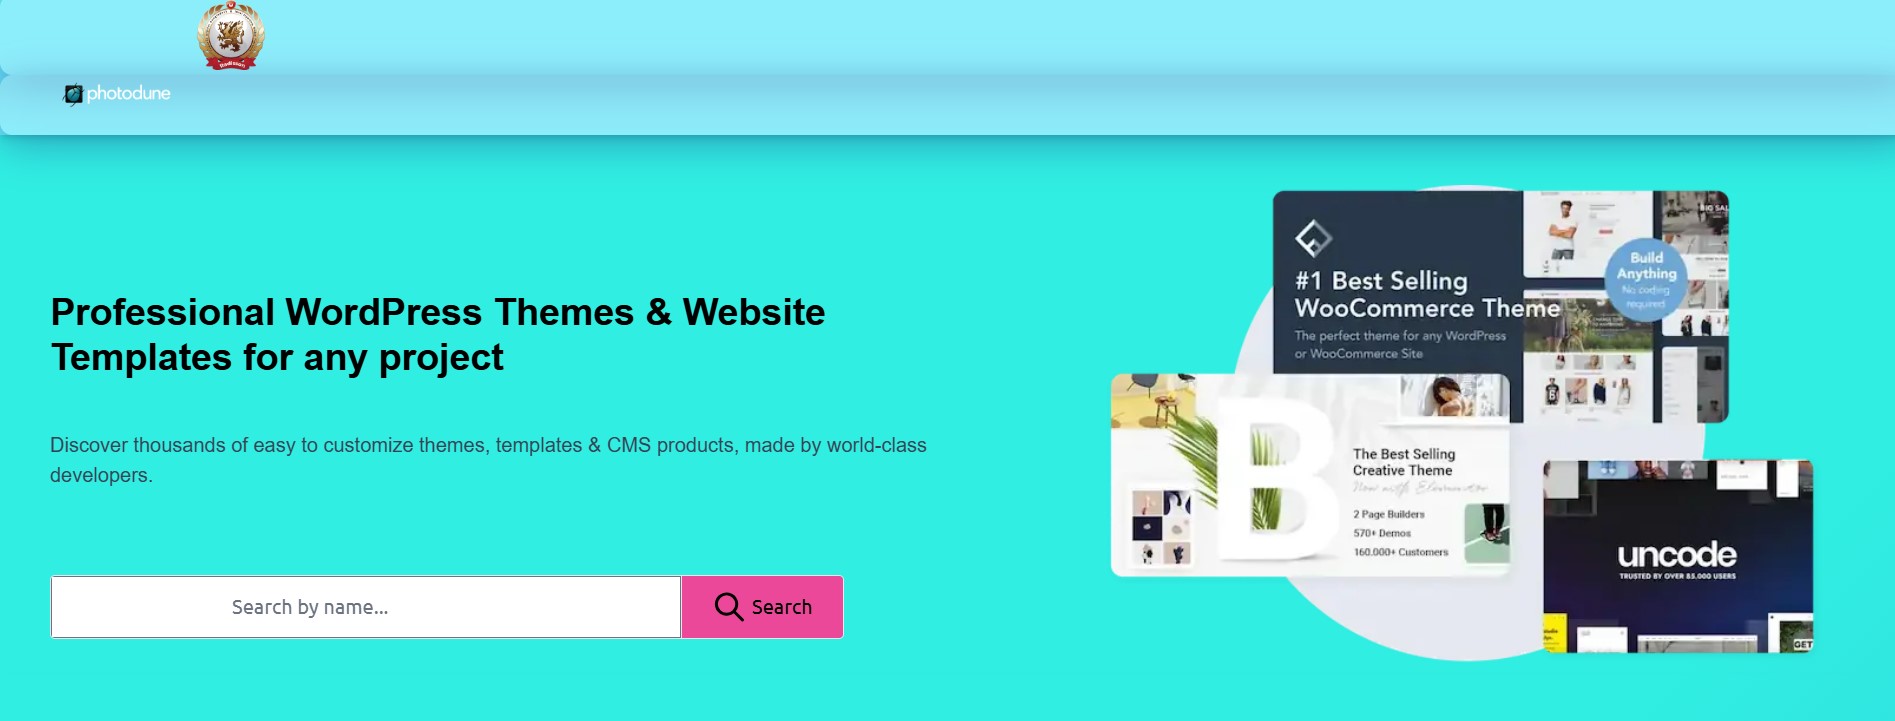 Radisson
photodune
Professional WordPress Themes & Website
Templates for any project
Discover thousands of easy to customize themes, templates & CMS products, made by world-class
developers.
Search by name...
Search
#1 Best Selling
WooCommerce Theme
The perfect theme for any WordPress
or WooCommerce Site
Build
Anything
No coding
required
BIG SAL
B
The Best Selling
Creative Theme
Now with Elementor
2 Page Builders
570+ Demos
160.000+ Customers
uncode
TRUSTED BY OVER 85.000 USERS
GET